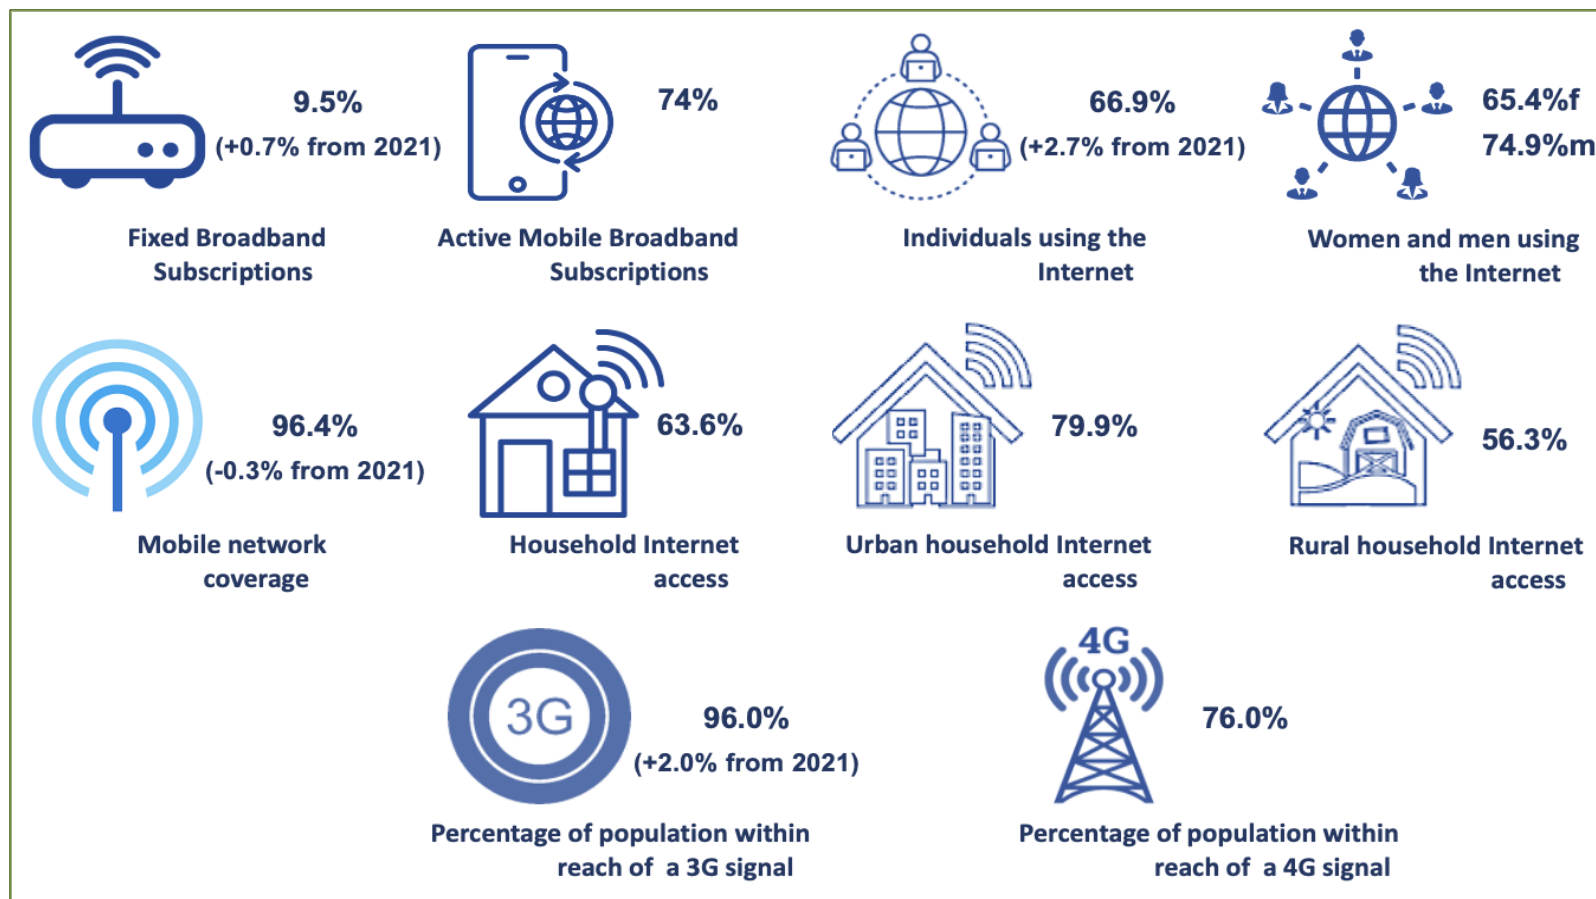 9.5%
(+0.7% from 2021)
Fixed Broadband
Subscriptions
74%
Active Mobile Broadband
Subscriptions
66.9%
(+2.7% from 2021)
Individuals using the
Internet
65.4%f
74.9%m
Women and men using
the Internet
96.4%
(-0.3% from 2021)
Mobile network
coverage
63.6%
Household Internet
access
79.9%
Urban household Internet
access
56.3%
Rural household Internet
access
3G
96.0%
(+2.0% from 2021)
Percentage of population within
reach of a 3G signal
4G
76.0%
Percentage of population within
reach of a 4G signal